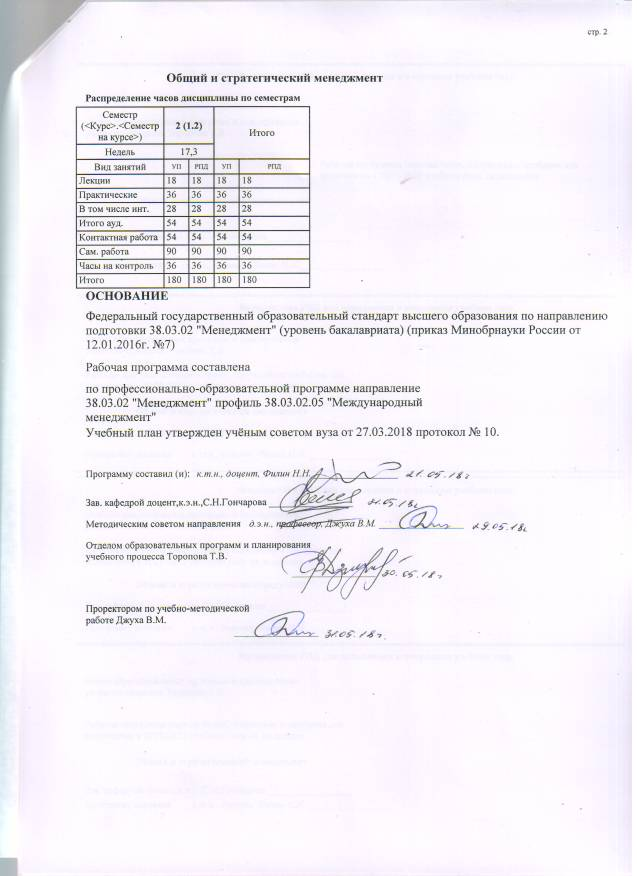 стр. 2
Общий и стратегический менеджмент
Распределение часов дисциплины по семестрам
Семестр (<Курс>.<Семестр на курсе>) 2 (1.2) Итого
Недель 17,3
Вид занятий УП РПД УП РПД
Лекции 18 18 18 18
Практические 36 36 36 36
В том числе инт. 28 28 28 28
Итого ауд. 54 54 54 54
Контактная работа 54 54 54 54
Сам. работа 90 90 90 90
Часы на контроль 36 36 36 36
Итого 180 180 180 180
ОСНОВАНИЕ
Федеральный государственный образовательный стандарт высшего образования по направлению
подготовки 38.03.02 "Менеджмент" (уровень бакалавриата) (приказ Минобрнауки России от
12.01.2016г. №7)
Рабочая программа составлена
по профессионально-образовательной программе направление
38.03.02 "Менеджмент" профиль 38.03.02.05 "Международный
менеджмент"
Учебный план утвержден учёным советом вуза от 27.03.2018 протокол № 10.
Программу составил (и): к.т.н., доцент, Филин Н.Н. 21.05.18г
Зав. кафедрой доцент,к.э.н.,С.Н.Гончарова 21.05.18г
Методическим советом направления д.э.н., профессор, Джуха В.М. 29.05.18г
Отделом образовательных программ и планирования
учебного процесса Торопова Т.В.
30.05.18г
Проректором по учебно-методической
работе Джуха В.М.
31.05.18г.